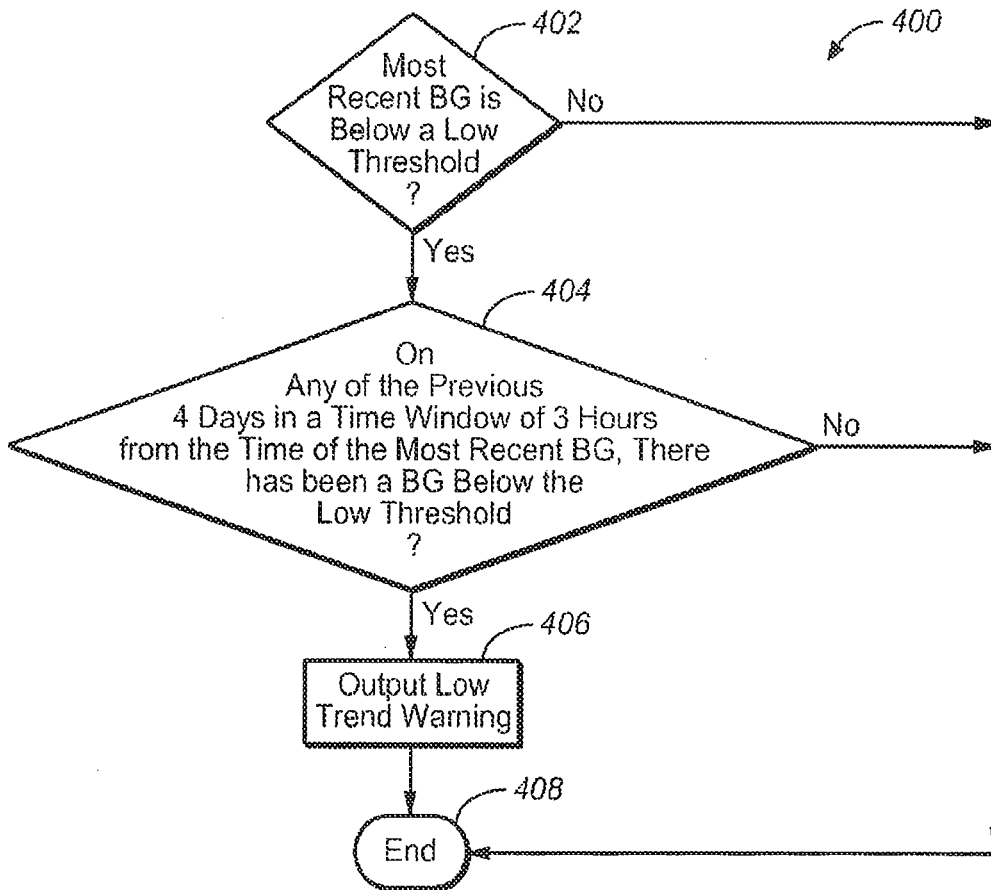 402
400
Most
Recent BG is
Below a Low
Threshold
?
No
Yes
404
On
Any of the Previous
4 Days in a Time Window of 3 Hours
from the Time of the Most Recent BG, There
has been a BG Below the
Low Threshold
?
No
Yes
406
Output Low
Trend Warning
408
End